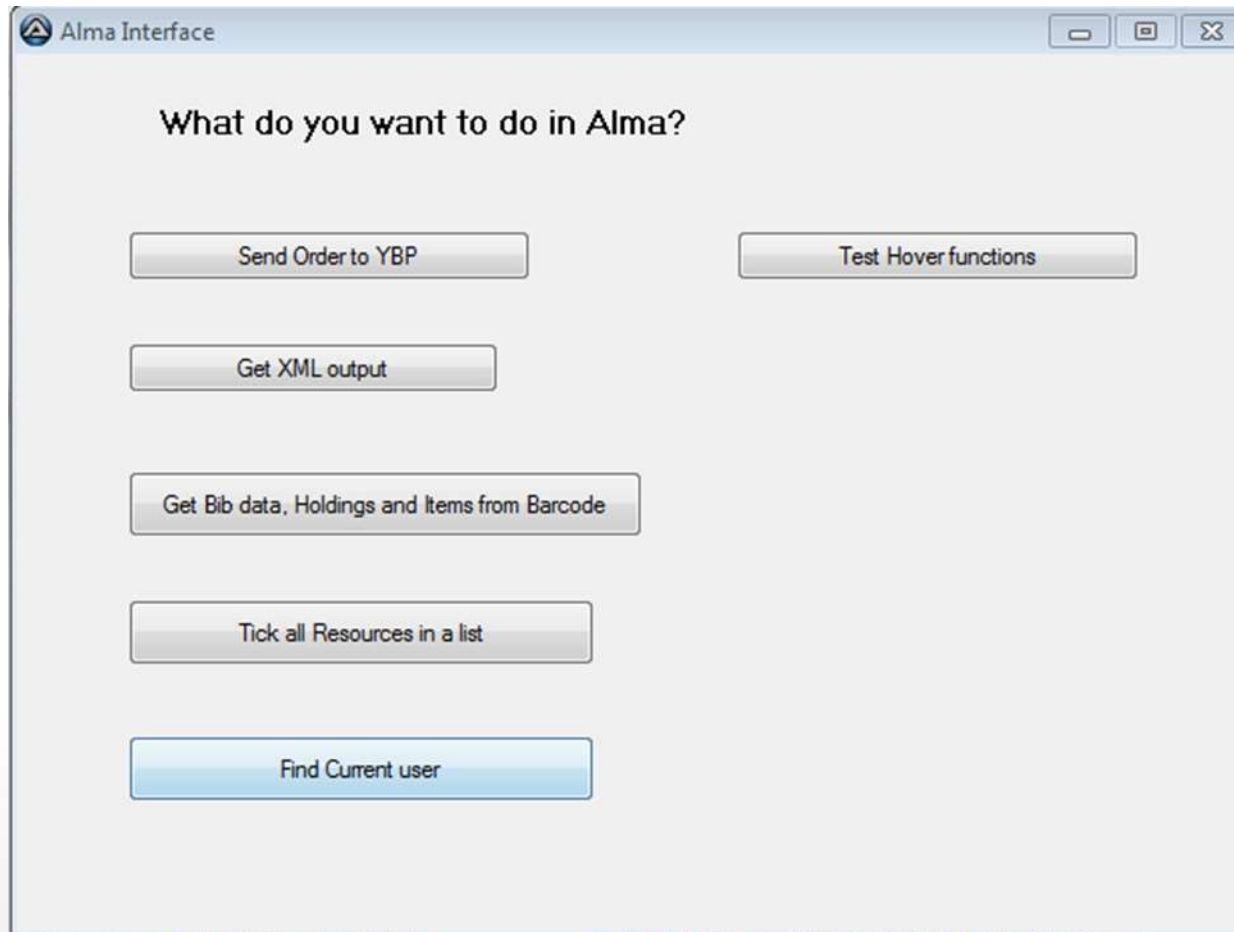 Alma Interface
What do you want to do in Alma?
Send Order to YBP
Test Hover functions
Get XML output
Get Bib data, Holdings and Items from Barcode
Tick all Resources in a list
Find Current user